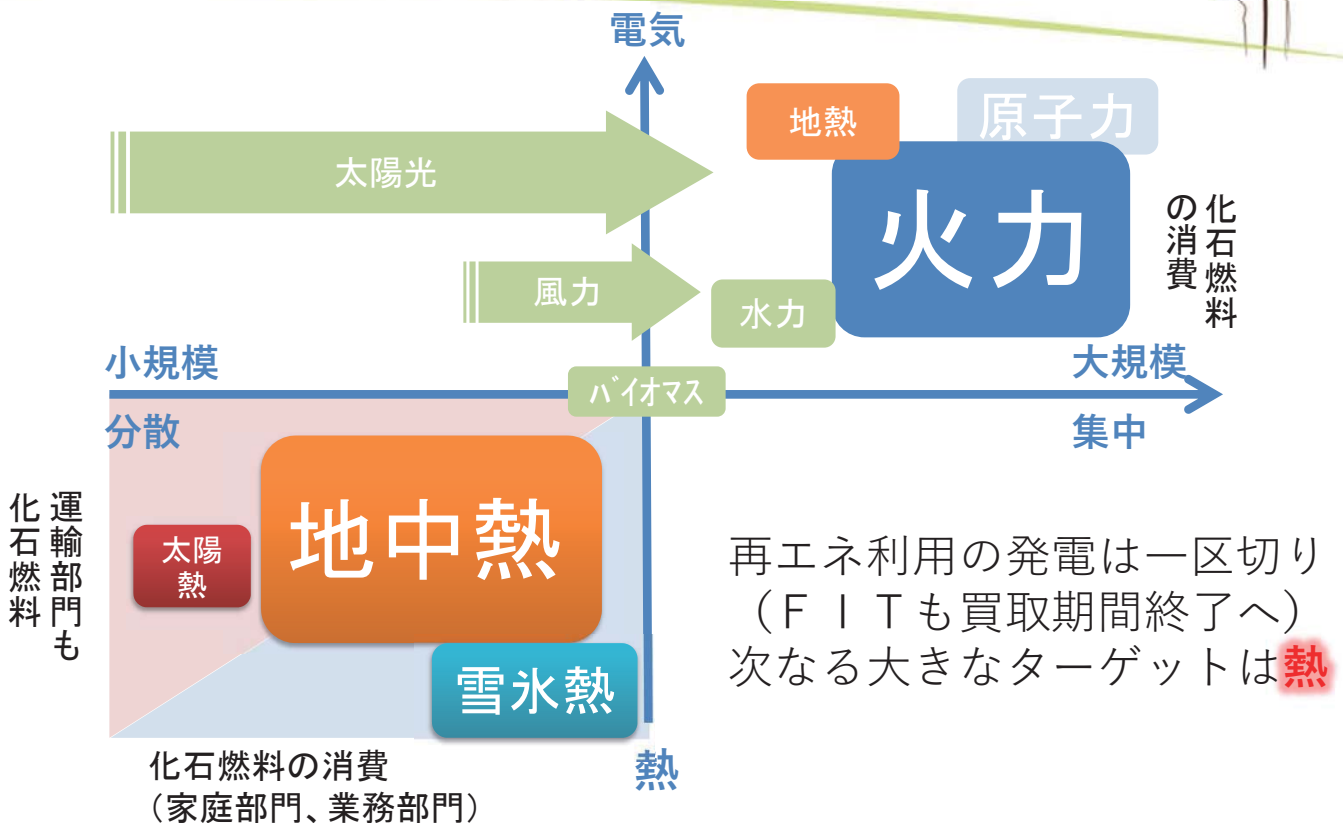 電気
地熱
原子力
太陽光
火力
化石燃料
の消費
風力
水力
小規模
大規模
バイオマス
分散
集中
運輸部門も
化石燃料
太陽
熱
地中熱
雪氷熱
再エネ利用の発電は一区切り
（ＦＩＴも買取期間終了へ）
次なる大きなターゲットは熱
熱
化石燃料の消費
（家庭部門、業務部門）